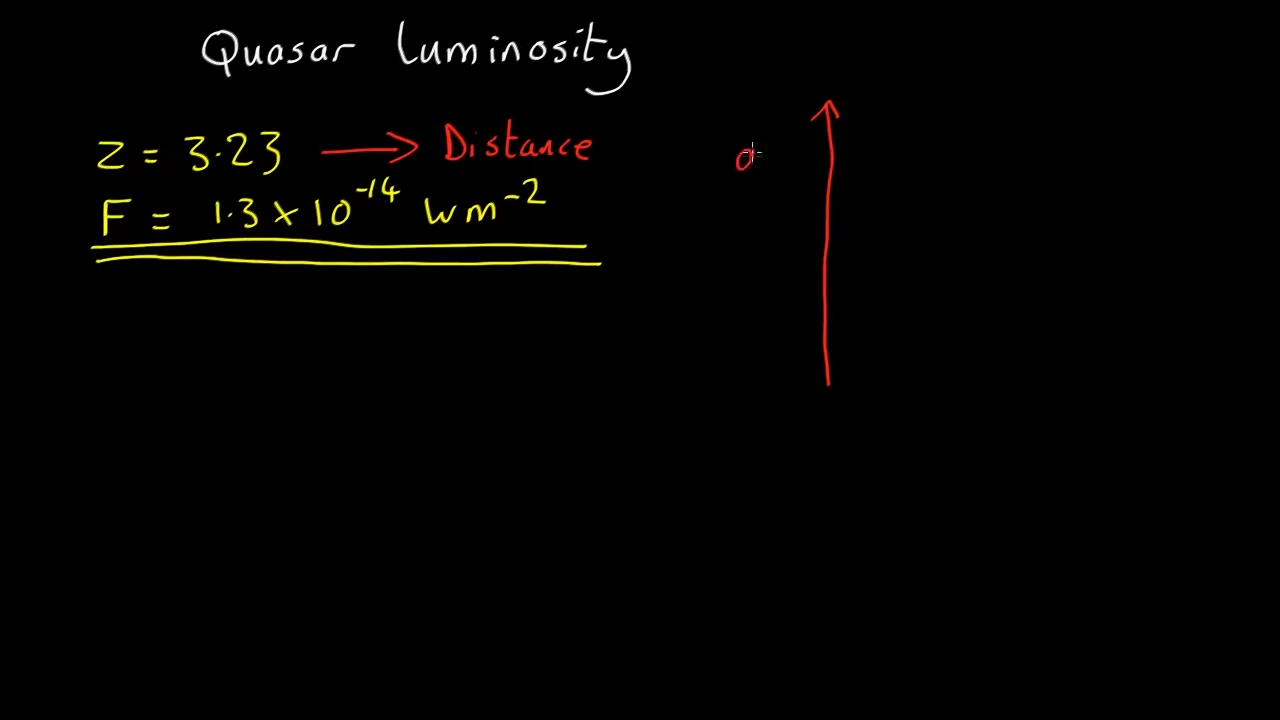 Quasar luminosity
z = 3.23 → Distance
F = 1.3 × 10⁻¹⁴ Wm⁻²